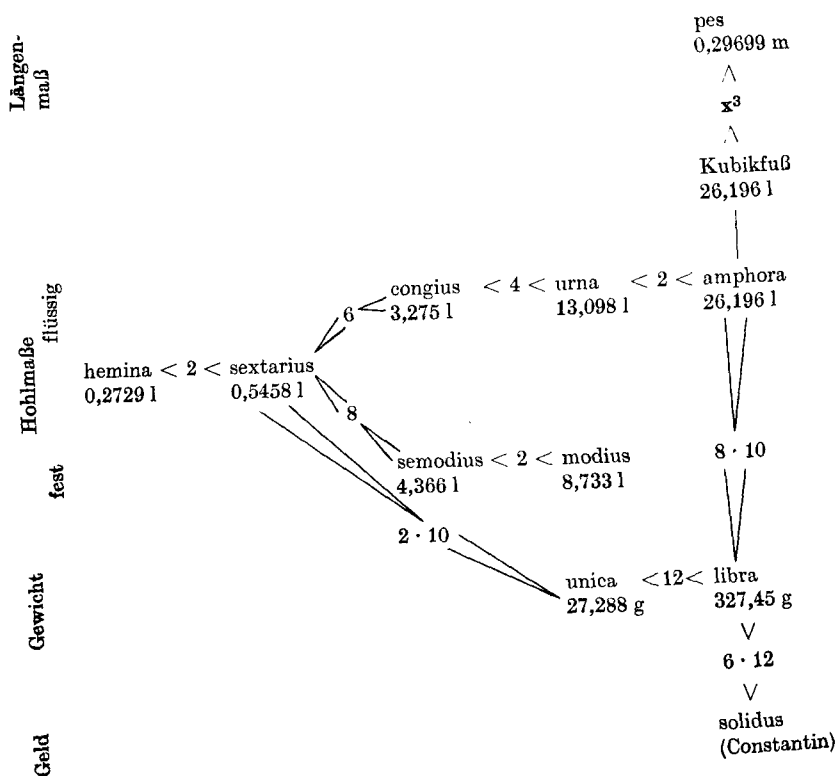 Längen-
maß
pes
0,29699 m
∧
x³
∧
Kubikfuß
26,196 l
Hohlmaße
flüssig
congius < 4 < urna < 2 < amphora
3,275 l 13,098 l 26,196 l
6
hemina < 2 < sextarius
0,2729 l 0,5458 l
8
fest
semodius < 2 < modius
4,366 l 8,733 l
8 · 10
2 · 10
Gewicht
unica <12< libra
27,288 g 327,45 g
∨
6 · 12
∨
Geld
solidus
(Constantin)